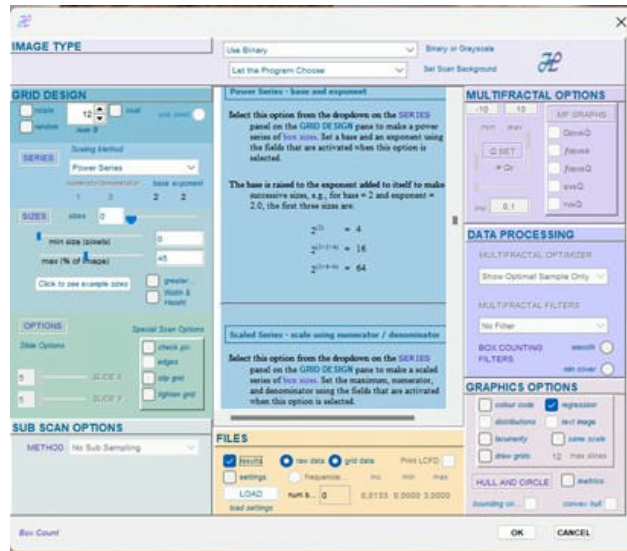 IMAGE TYPE
Use Binary
Binary or Grayscale
Let the Program Choose
Set Scan Background
GRID DESIGN
rotate
12
oval
use seed
random
num G
Scaling Method
SERIES
Power Series
numerator/denominator
base exponent
1
2 2
SIZES
sizes
0
min size (pixels)
0
max (% of image)
45
Click to see example sizes
greater...
Width &
OPTIONS
Special Scan Options
Slide Options
check pix
edges
5
SLIDE X
slip grid
5
SLIDE Y
tighten grid
SUB SCAN OPTIONS
METHOD
No Sub Sampling
Power Series - base and exponent
Select this option from the dropdown on the SERIES
panel on the GRID DESIGN pane to make a power
series of box sizes. Set a base and an exponent using
the fields that are activated when this option is
selected.
The base is raised to the exponent added to itself to make
successive sizes, e.g., for base = 2 and exponent =
2.0, the first three sizes are:
= 4
= 16
= 64
Scaled Series - scale using numerator / denominator
Select this option from the dropdown on the SERIES
panel on the GRID DESIGN pane to make a scaled
series of box sizes. Set the maximum, numerator,
and denominator using the fields that are activated
when this option is selected.
FILES
results
raw data
grid data
Print LCFD
settings
frequencie...
inc
min
max
LOAD
num b...
0
0.0133 0.0000 3.0000
load settings
MULTIFRACTAL OPTIONS
-10
10
MF GRAPHS
min
max
Q SET
0.1
DATA PROCESSING
MULTIFRACTAL OPTIMIZER
Show Optimal Sample Only
MULTIFRACTAL FILTERS
No Filter
BOX COUNTING
FILTERS
smooth
min cover
GRAPHICS OPTIONS
colour code
regression
distributions
text image
lacunarity
same scale
draw grids
12 max slices
HULL AND CIRCLE
metrics
convex hull
Box Count
OK
CANCEL